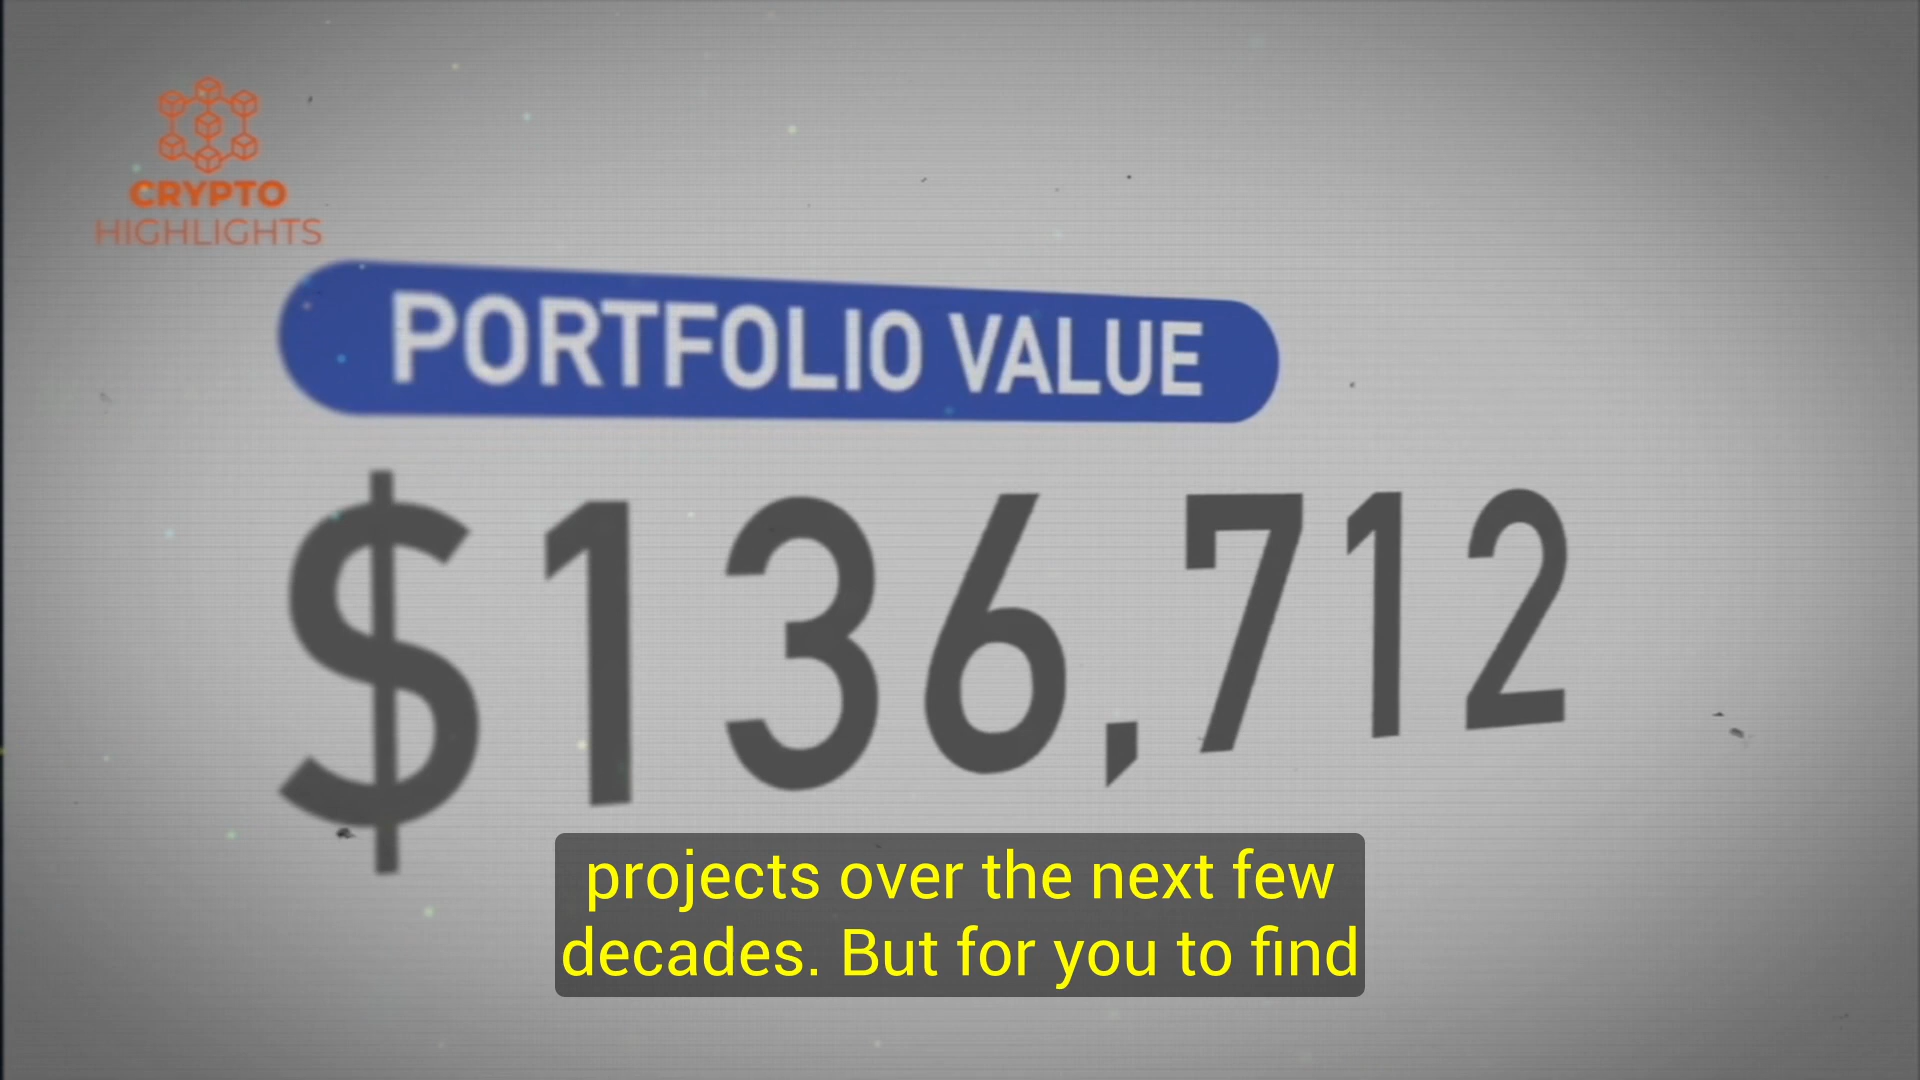 CRYPTO
HIGHLIGHTS
PORTFOLIO VALUE
$136,712
projects over the next few
decades. But for you to find